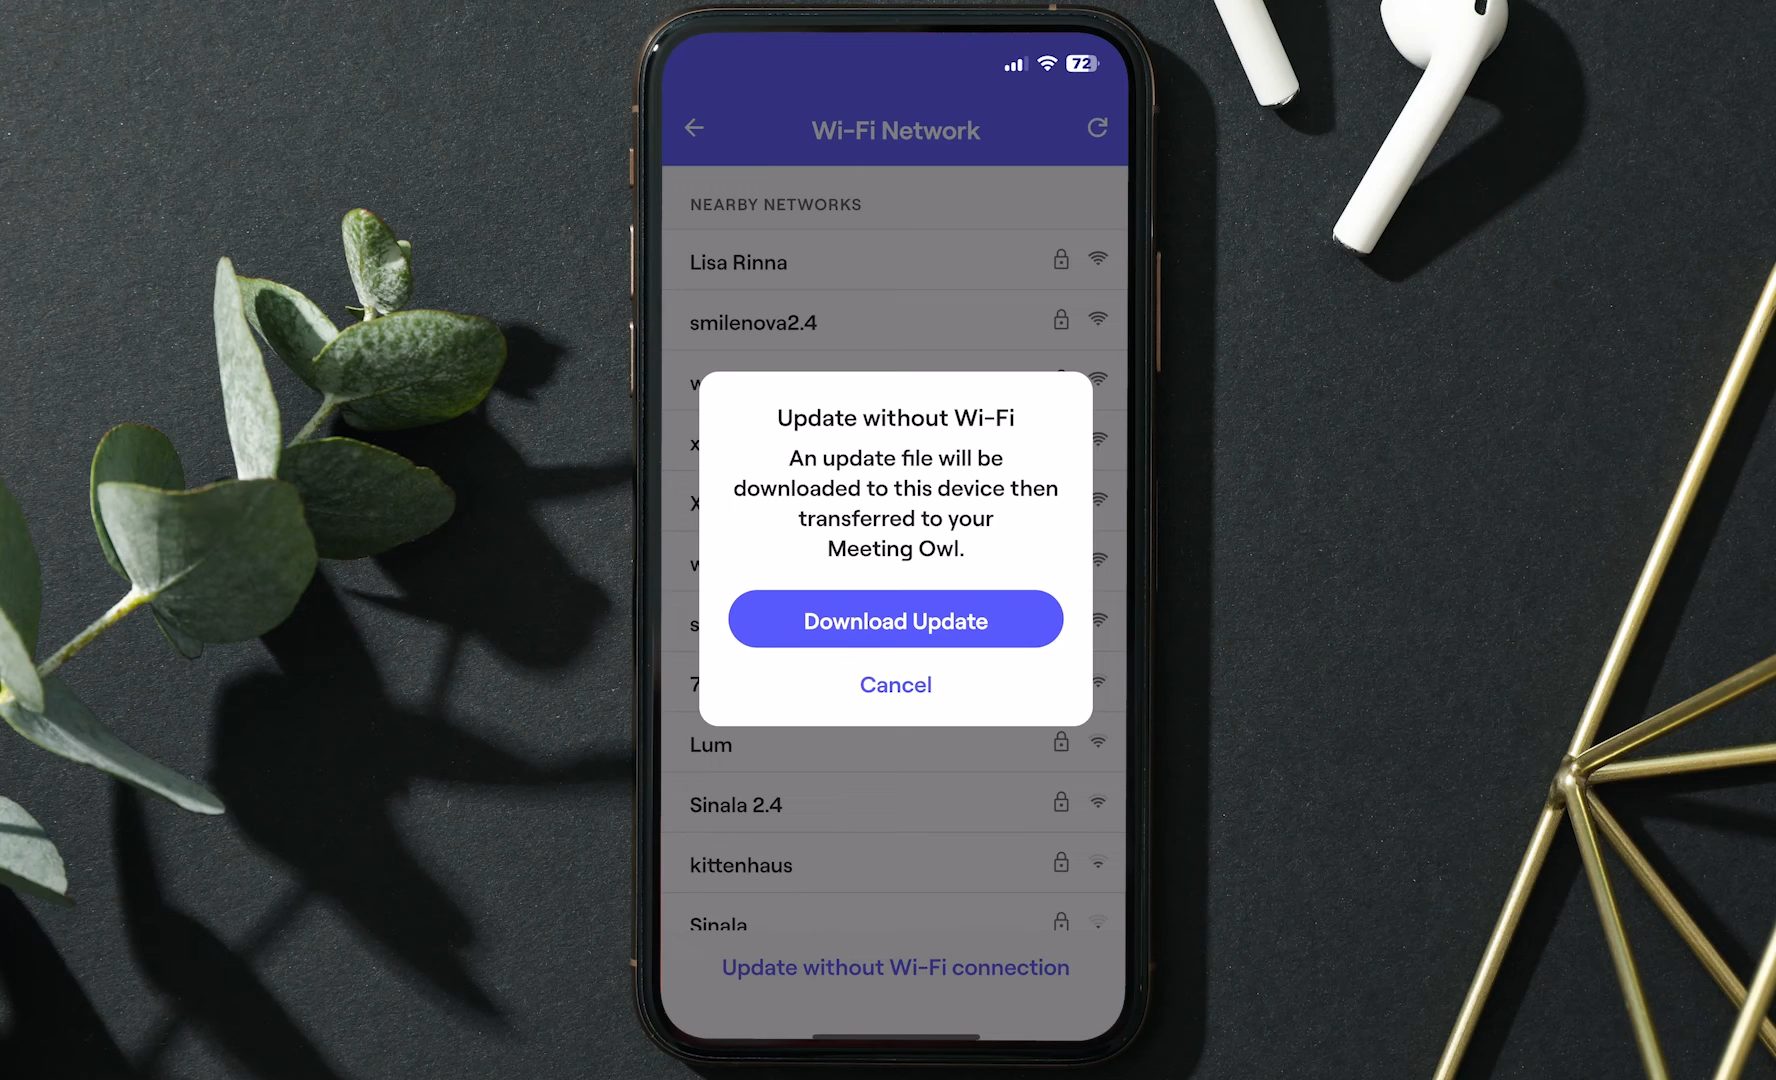 72
Wi-Fi Network
NEARBY NETWORKS
Lisa Rinna
smilenova2.4
Update without Wi-Fi
An update file will be
downloaded to this device then
transferred to your
Meeting Owl.
Download Update
Cancel
Lum
Sinala 2.4
kittenhaus
Sinala
Update without Wi-Fi connection